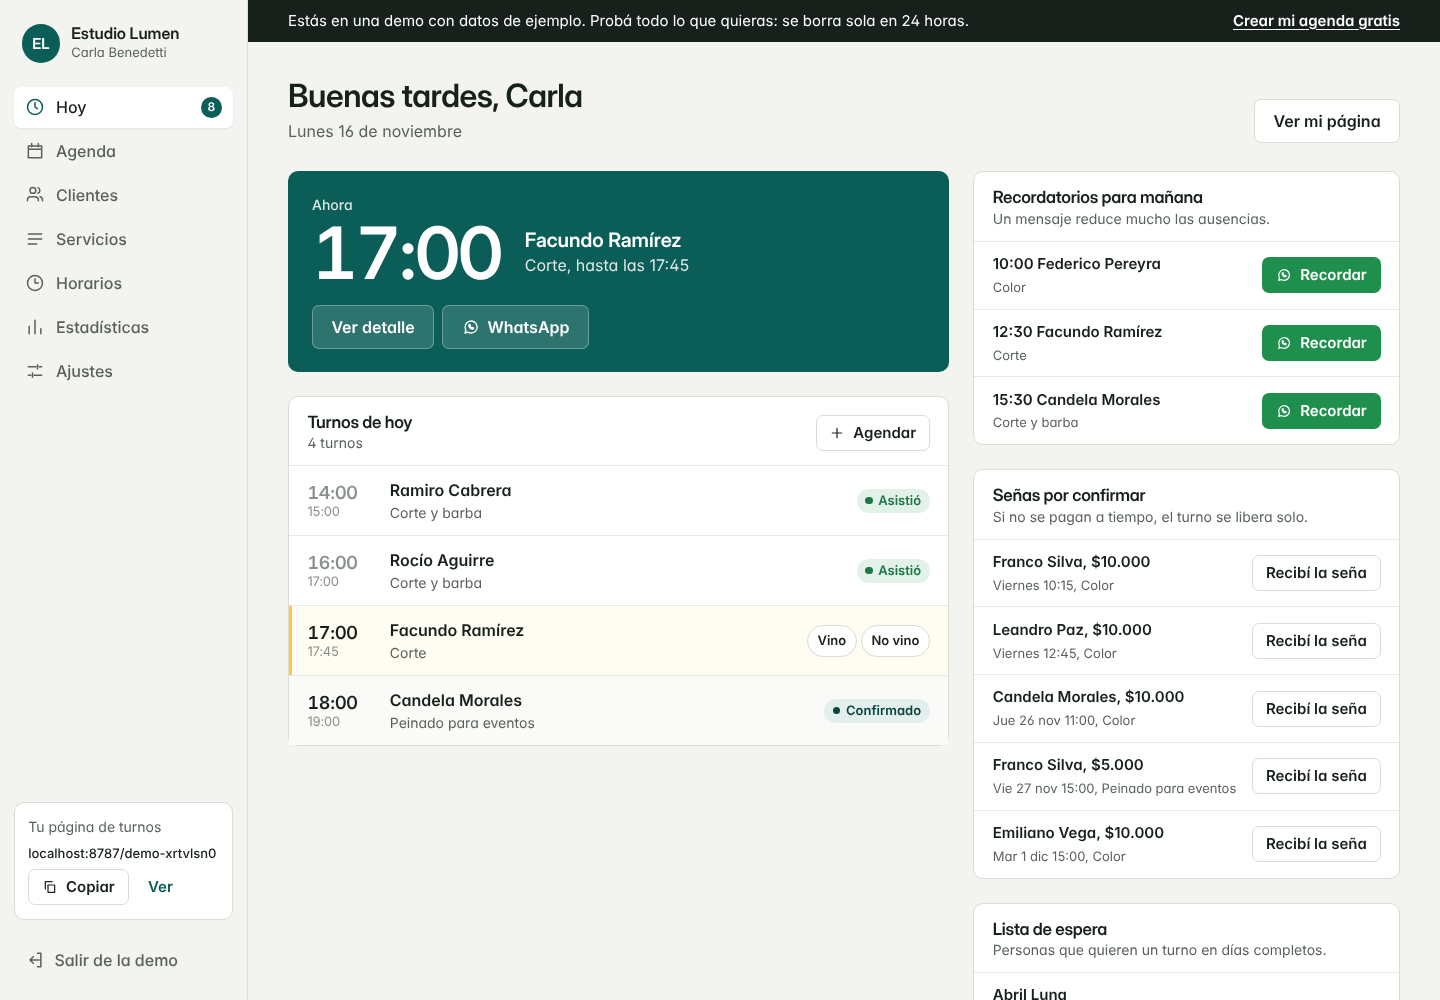 EL
Estudio Lumen
Carla Benedetti
Hoy
8
Agenda
Clientes
Servicios
Horarios
Estadísticas
Ajustes
Tu página de turnos
localhost:8787/demo-xrtvlsn0
Copiar
Ver
Salir de la demo
Estás en una demo con datos de ejemplo. Probá todo lo que quieras: se borra sola en 24 horas.
Crear mi agenda gratis
Buenas tardes, Carla
Lunes 16 de noviembre
Ver mi página
Ahora
17:00
Facundo Ramírez
Corte, hasta las 17:45
Ver detalle
WhatsApp
Turnos de hoy
4 turnos
Agendar
14:00 Ramiro Cabrera
15:00 Corte y barba
Asistió
16:00 Rocío Aguirre
17:00 Corte y barba
Asistió
17:00 Facundo Ramírez
17:45 Corte
Vino
No vino
18:00 Candela Morales
19:00 Peinado para eventos
Confirmado
Recordatorios para mañana
Un mensaje reduce mucho las ausencias.
10:00 Federico Pereyra
Color
Recordar
12:30 Facundo Ramírez
Corte
Recordar
15:30 Candela Morales
Corte y barba
Recordar
Señas por confirmar
Si no se pagan a tiempo, el turno se libera solo.
Franco Silva, $10.000
Viernes 10:15, Color
Recibí la seña
Leandro Paz, $10.000
Viernes 12:45, Color
Recibí la seña
Candela Morales, $10.000
Jue 26 nov 11:00, Color
Recibí la seña
Franco Silva, $5.000
Vie 27 nov 15:00, Peinado para eventos
Recibí la seña
Emiliano Vega, $10.000
Mar 1 dic 15:00, Color
Recibí la seña
Lista de espera
Personas que quieren un turno en días completos.
Abril Luna